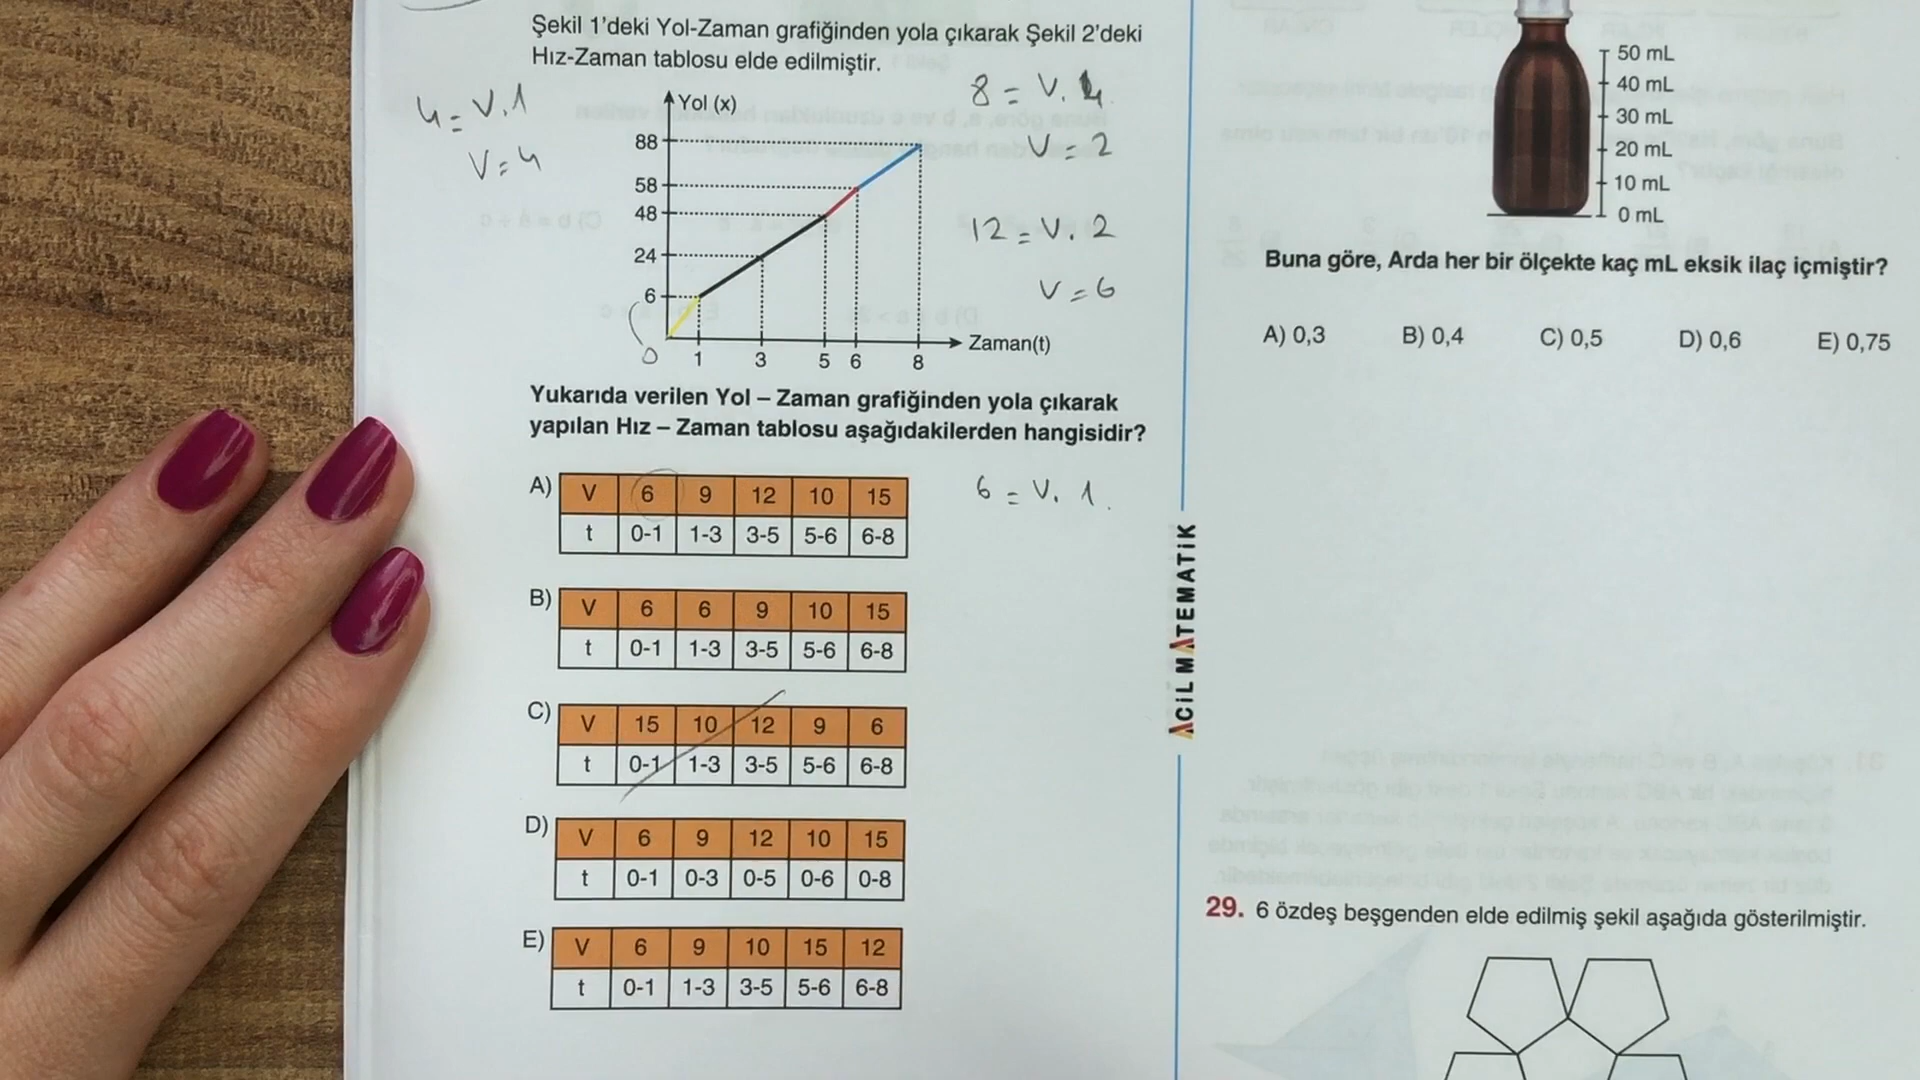 Şekil 1'deki Yol-Zaman grafiğinden yola çıkarak Şekil 2'deki
Hız-Zaman tablosu elde edilmiştir.
4 = V.1
V = 4
8 = V. 4
V = 2
12 = V. 2
V = 6
Yol (x)
88
58
48
24
6
0
1 3 5 6 8
Zaman(t)
Yukarıda verilen Yol – Zaman grafiğinden yola çıkarak
yapılan Hız – Zaman tablosu aşağıdakilerden hangisidir?
A) V 6 9 12 10 15
t 0-1 1-3 3-5 5-6 6-8
6 = V. 1
B) V 6 6 9 10 15
t 0-1 1-3 3-5 5-6 6-8
C) V 15 10 12 9 6
t 0-1 1-3 3-5 5-6 6-8
D) V 6 9 12 10 15
t 0-1 0-3 0-5 0-6 0-8
E) V 6 9 10 15 12
t 0-1 1-3 3-5 5-6 6-8
ACİL MATEMATİK
50 mL
40 mL
30 mL
20 mL
10 mL
0 mL
Buna göre, Arda her bir ölçekte kaç mL eksik ilaç içmiştir?
A) 0,3 B) 0,4 C) 0,5 D) 0,6 E) 0,75
29. 6 özdeş beşgenden elde edilmiş şekil aşağıda gösterilmiştir.